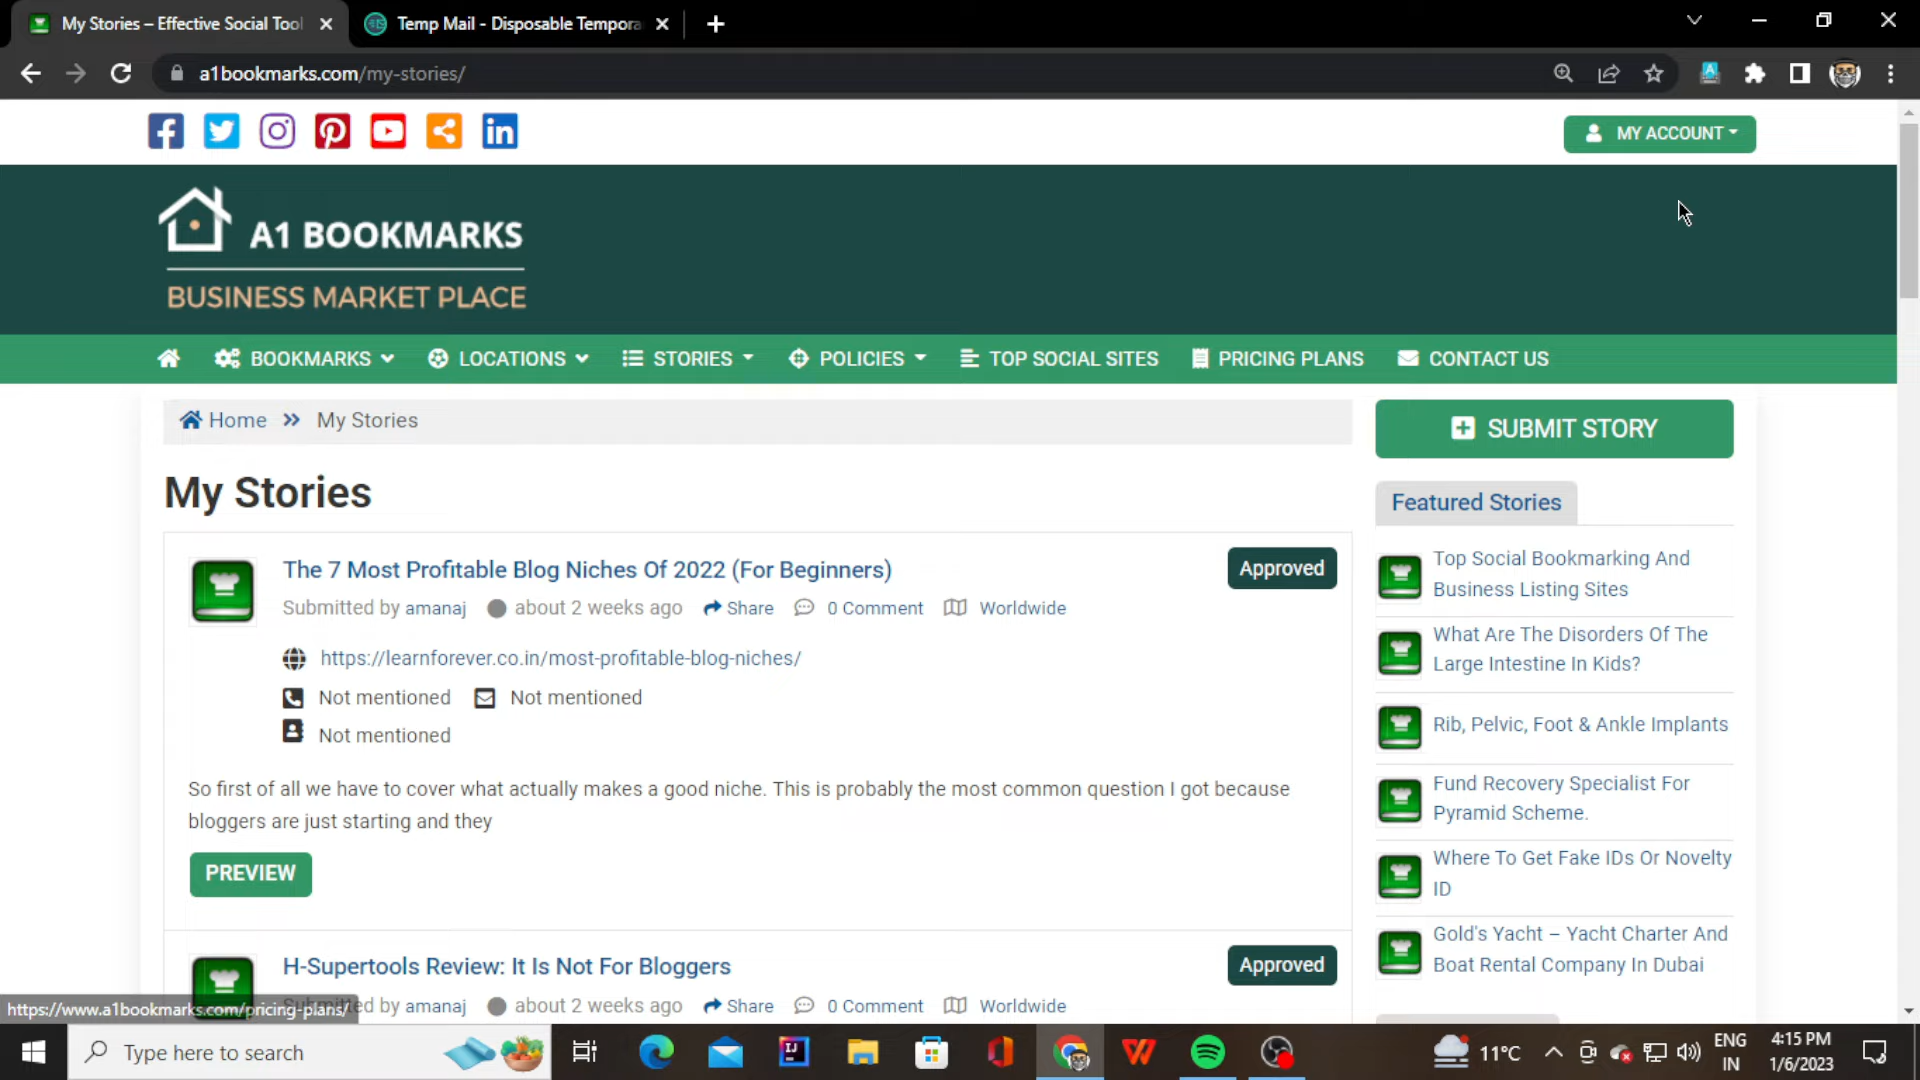 My Stories – Effective Social Tool
Temp Mail - Disposable Tempora
a1bookmarks.com/my-stories/
MY ACCOUNT
A1 BOOKMARKS
BUSINESS MARKET PLACE
BOOKMARKS
LOCATIONS
STORIES
POLICIES
TOP SOCIAL SITES
PRICING PLANS
CONTACT US
Home » My Stories
My Stories
The 7 Most Profitable Blog Niches Of 2022 (For Beginners)
Approved
Submitted by amanaj about 2 weeks ago Share 0 Comment Worldwide
https://learnforever.co.in/most-profitable-blog-niches/
Not mentioned Not mentioned
Not mentioned
So first of all we have to cover what actually makes a good niche. This is probably the most common question I got because
bloggers are just starting and they
PREVIEW
H-Supertools Review: It Is Not For Bloggers
Approved
ed by amanaj about 2 weeks ago Share 0 Comment Worldwide
SUBMIT STORY
Featured Stories
Top Social Bookmarking And
Business Listing Sites
What Are The Disorders Of The
Large Intestine In Kids?
Rib, Pelvic, Foot & Ankle Implants
Fund Recovery Specialist For
Pyramid Scheme.
Where To Get Fake IDs Or Novelty
ID
Gold's Yacht – Yacht Charter And
Boat Rental Company In Dubai
https://www.a1bookmarks.com/pricing-plans/
Type here to search
11°C
ENG
IN
4:15 PM
1/6/2023